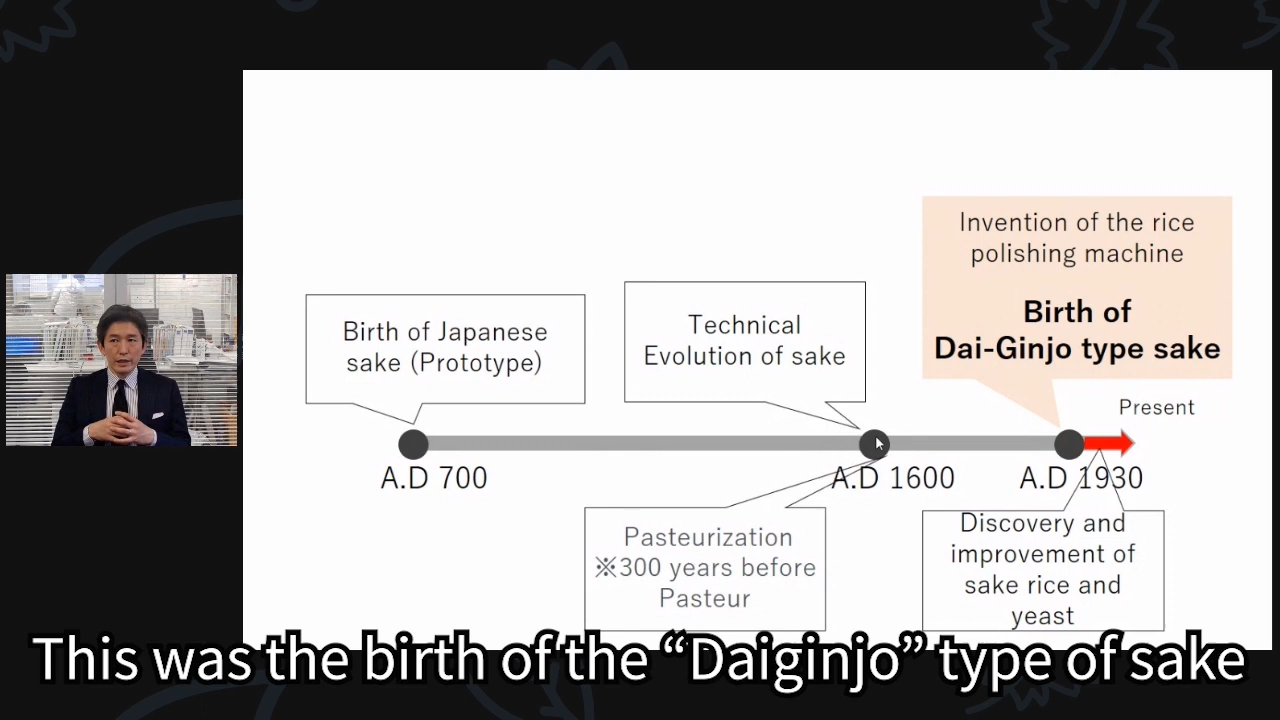 Invention of the rice
polishing machine
Birth of
Dai-Ginjo type sake
Birth of Japanese
sake (Prototype)
Technical
Evolution of sake
Present
A.D 700
A.D 1600
A.D 1930
Pasteurization
※300 years before
Pasteur
Discovery and
improvement of
sake rice and
yeast
This was the birth of the “Daiginjo” type of sake